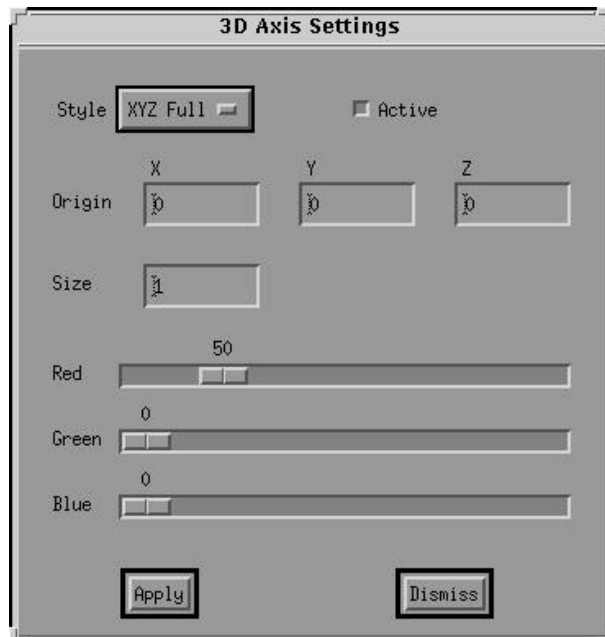 3D Axis Settings
Style XYZ Full Active
X Y Z
Origin 0 0 0
Size 1
50
Red
0
Green
0
Blue
Apply Dismiss